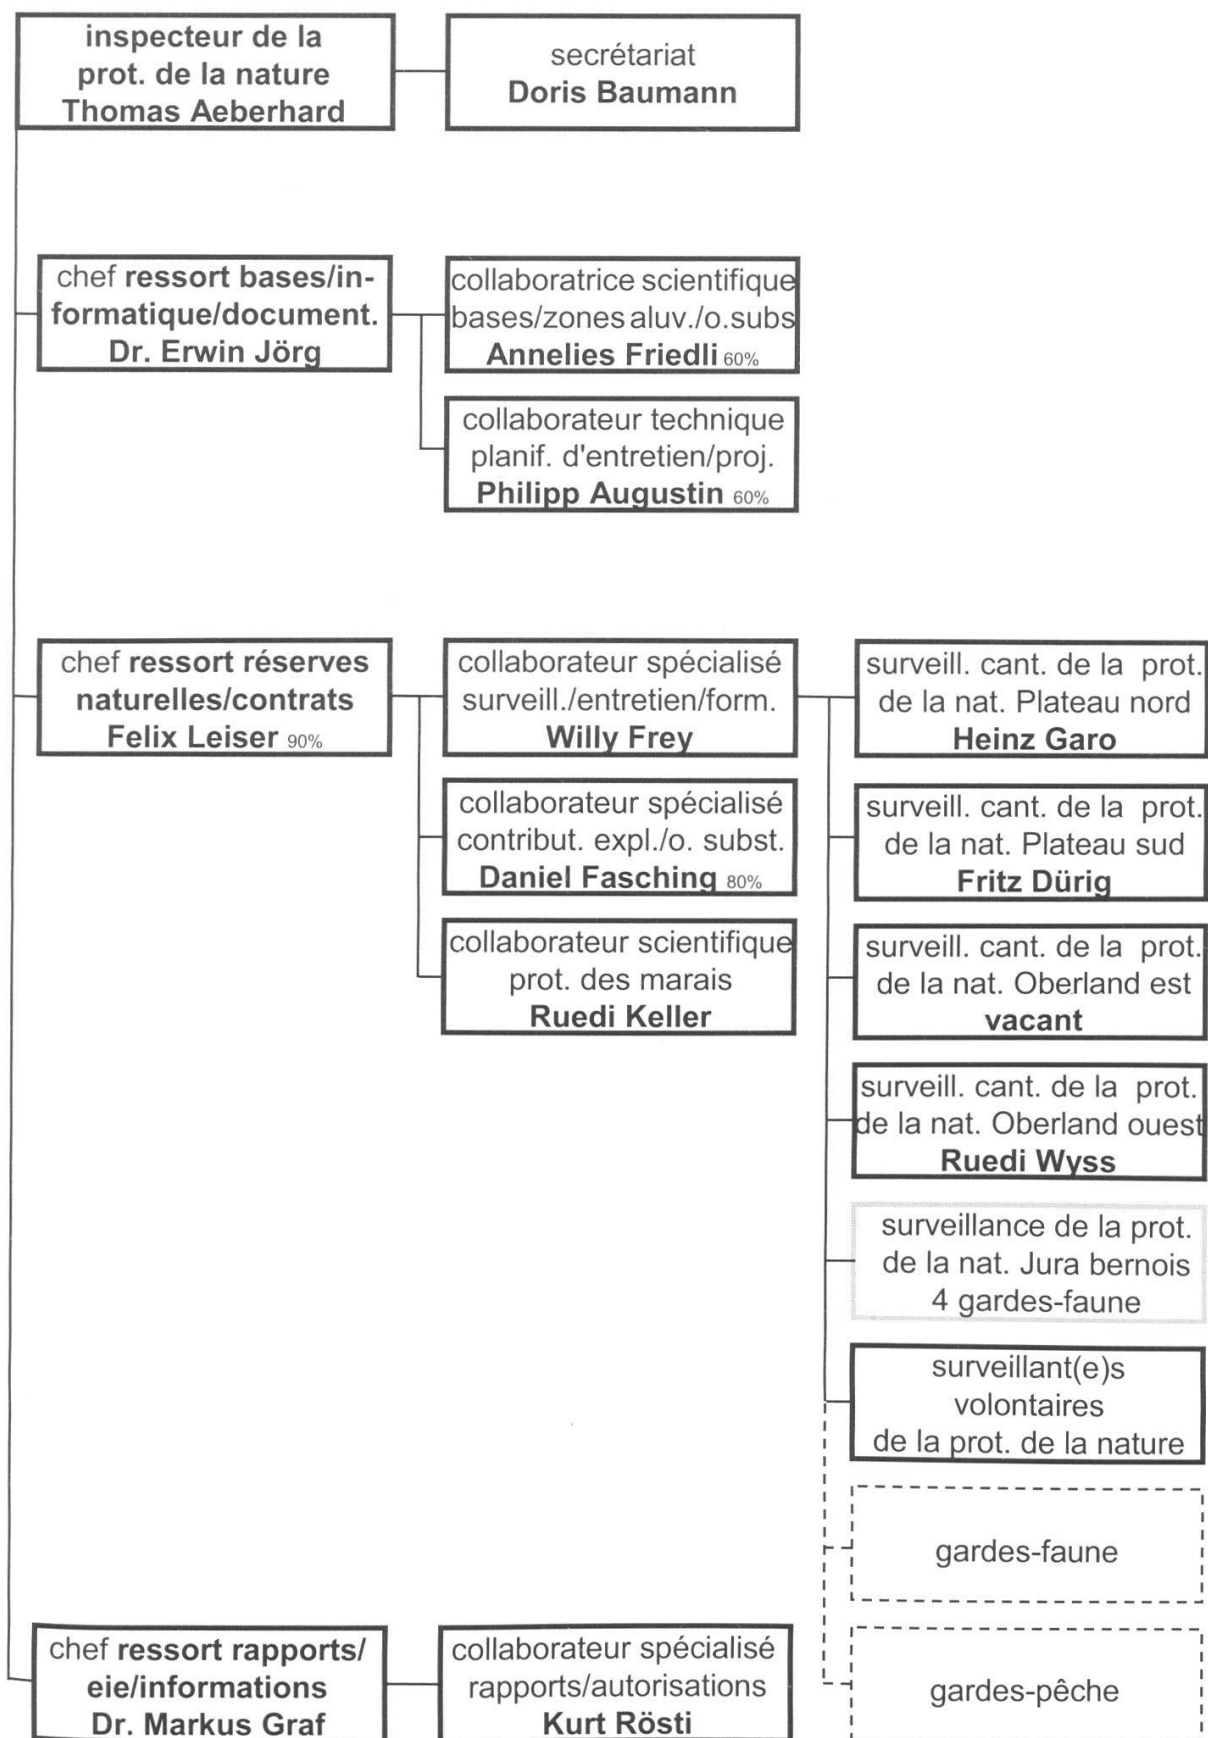 inspecteur de la
prot. de la nature
Thomas Aeberhard
secrétariat
Doris Baumann
chef ressort bases/in-
formatique/document.
Dr. Erwin Jörg
collaboratrice scientifique
bases/zones aluv./o.subs
Annelies Friedli 60%
collaborateur technique
planif. d'entretien/proj.
Philipp Augustin 60%
chef ressort réserves
naturelles/contrats
Felix Leiser 90%
collaborateur spécialisé
surveill./entretien/form.
Willy Frey
collaborateur spécialisé
contribut. expl./o. subst.
Daniel Fasching 80%
collaborateur scientifique
prot. des marais
Ruedi Keller
surveill. cant. de la prot.
de la nat. Plateau nord
Heinz Garo
surveill. cant. de la prot.
de la nat. Plateau sud
Fritz Dürig
surveill. cant. de la prot.
de la nat. Oberland est
vacant
surveill. cant. de la prot.
de la nat. Oberland ouest
Ruedi Wyss
surveillance de la prot.
de la nat. Jura bernois
4 gardes-faune
surveillant(e)s
volontaires
de la prot. de la nature
gardes-faune
gardes-pêche
chef ressort rapports/
eie/informations
Dr. Markus Graf
collaborateur spécialisé
rapports/autorisations
Kurt Rösti